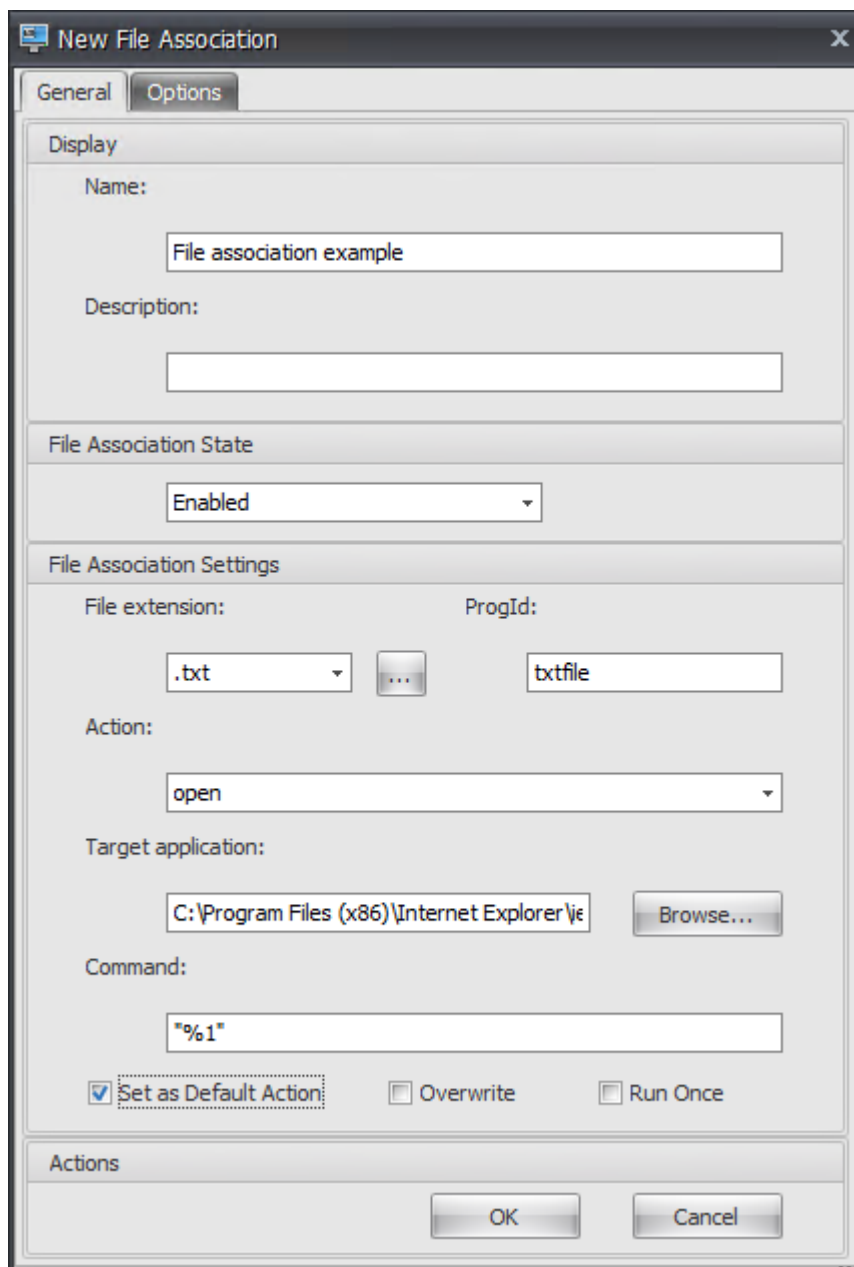 New File Association
General Options
Display
Name:
File association example
Description:
File Association State
Enabled
File Association Settings
File extension: ProgId:
.txt ... txtfile
Action:
open
Target application:
C:\Program Files (x86)\Internet Explorer\ie Browse...
Command:
"%1"
Set as Default Action Overwrite Run Once
Actions
OK Cancel